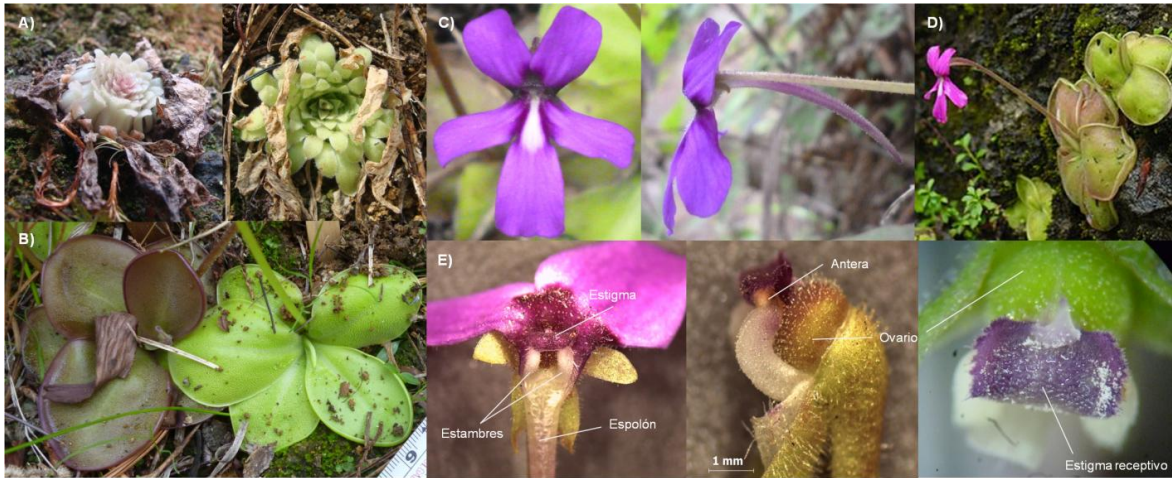 A)
B)
C)
D)
E)
Estigma
Estambres
Espolón
Antera
Ovario
1 mm
Estigma receptivo